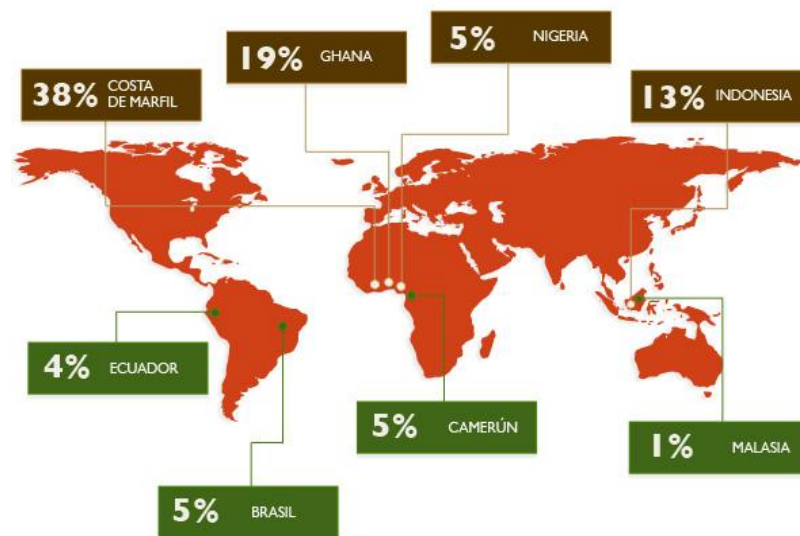 5% NIGERIA
19% GHANA
38% COSTA
DE MARFIL
13% INDONESIA
4% ECUADOR
5% CAMERÚN
1% MALASIA
5% BRASIL